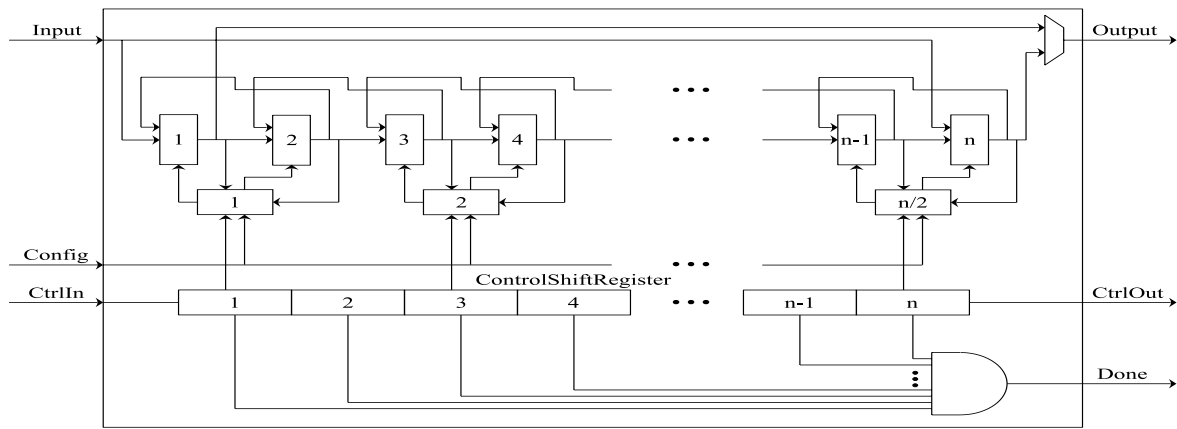 Input
Output
1 2 3 4 ... n-1 n
1 2 n/2
Config
ControlShiftRegister
CtrlIn
1 2 3 4 ... n-1 n
CtrlOut
Done